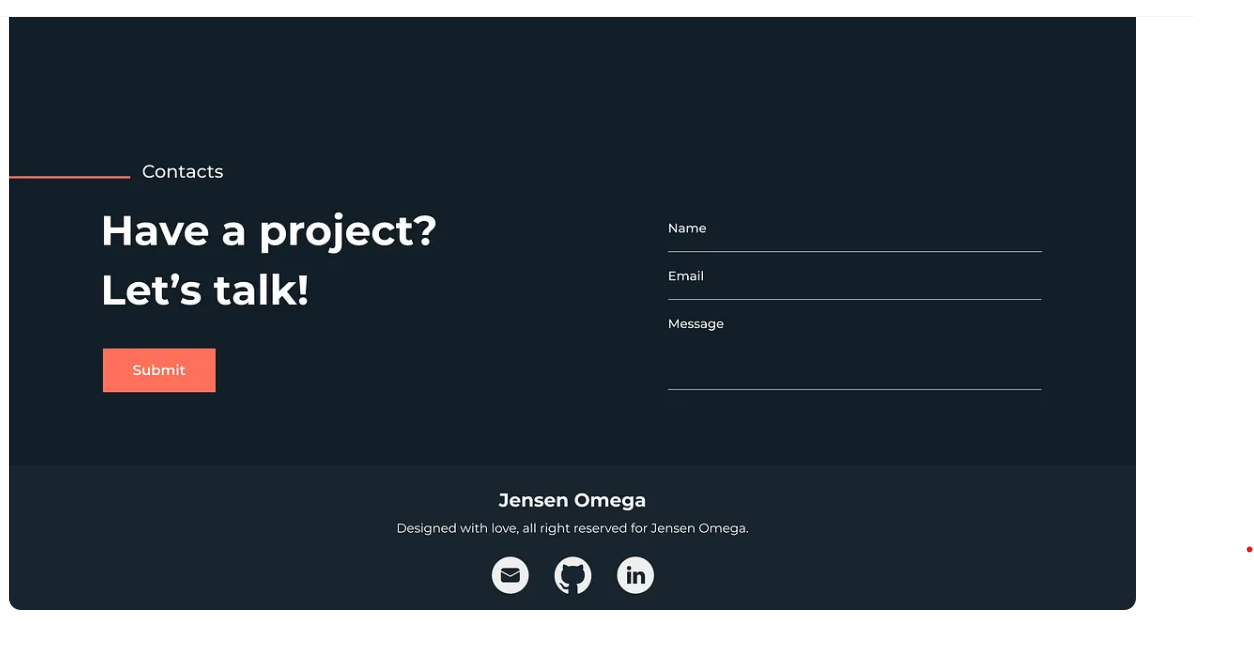 Contacts
Have a project?
Let’s talk!
Submit
Name
Email
Message
Jensen Omega
Designed with love, all right reserved for Jensen Omega.
in